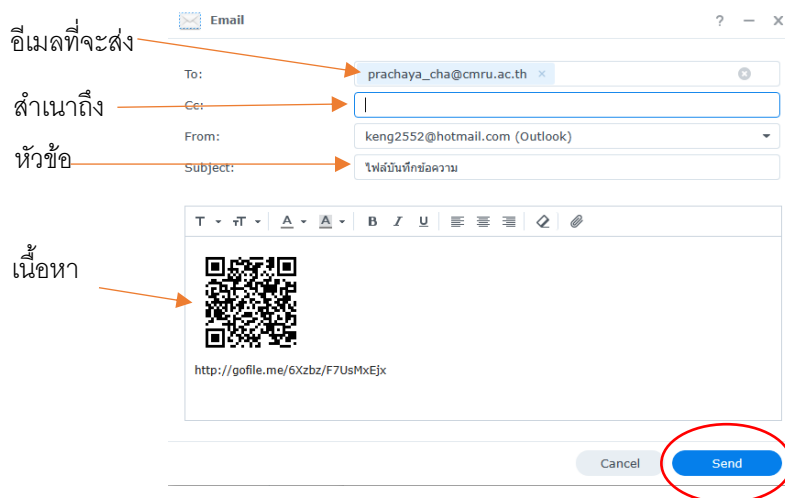 Email
? — X
อีเมลที่จะส่ง
To:
prachaya_cha@cmru.ac.th ×
สำเนาถึง
Cc:
From:
keng2552@hotmail.com (Outlook)
หัวข้อ
Subject:
ไฟล์บันทึกข้อความ
T TT A A B I U
เนื้อหา
http://gofile.me/6Xzbz/F7UsMxEjx
Cancel
Send